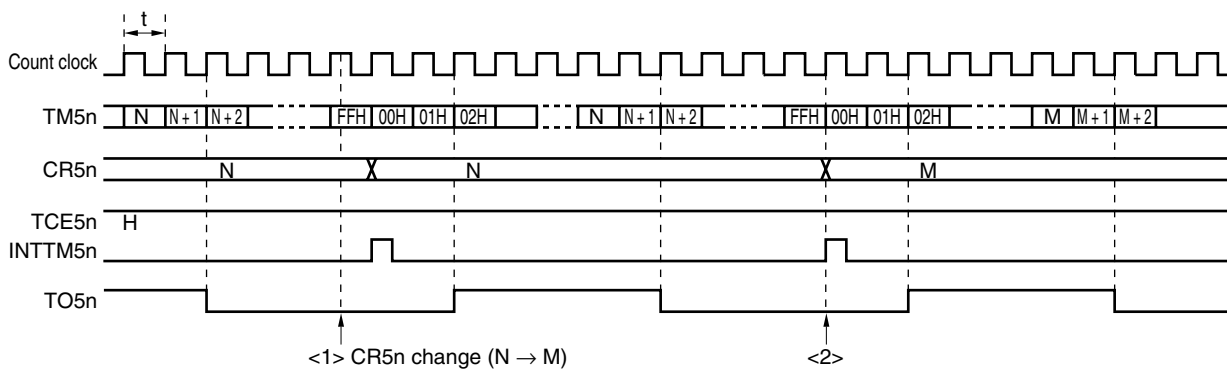 t
Count clock
TM5n N N + 1 N + 2 FFH 00H 01H 02H N N + 1 N + 2 FFH 00H 01H 02H M M + 1 M + 2
CR5n N N M
TCE5n H
INTTM5n
TO5n
<1> CR5n change (N → M) <2>